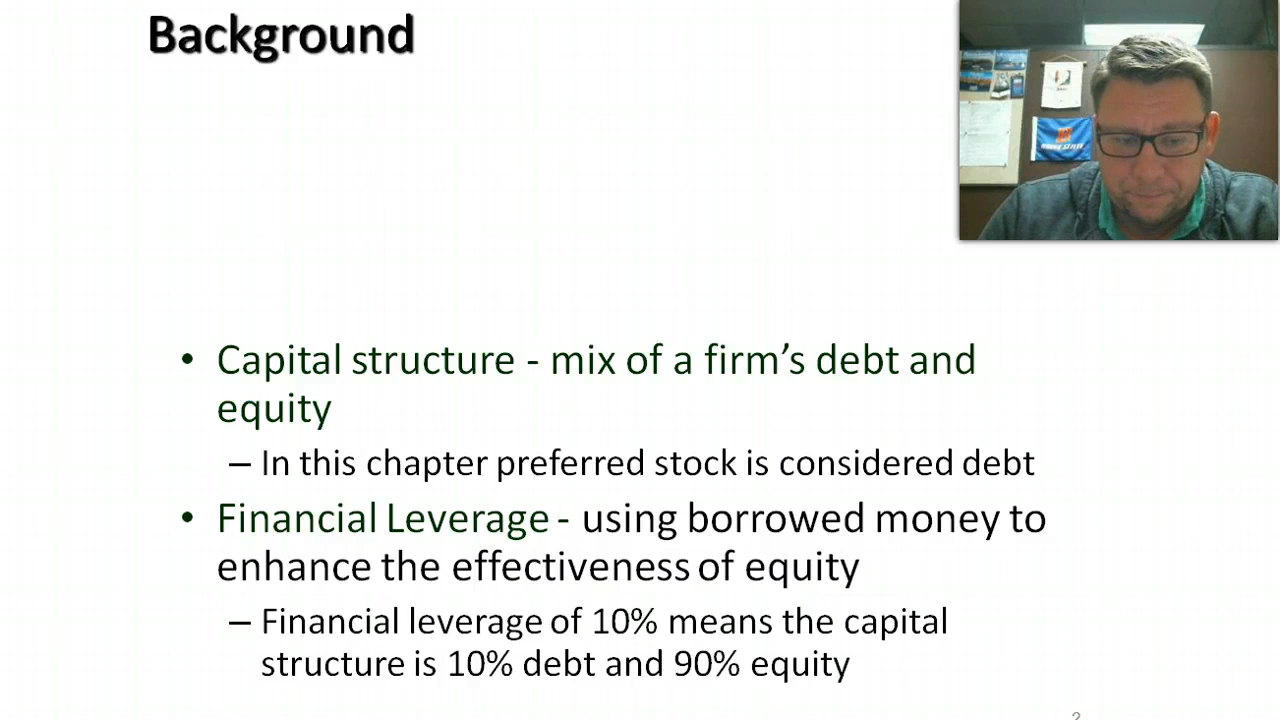 Background
• Capital structure - mix of a firm's debt and
equity
– In this chapter preferred stock is considered debt
• Financial Leverage - using borrowed money to
enhance the effectiveness of equity
– Financial leverage of 10% means the capital
structure is 10% debt and 90% equity
2